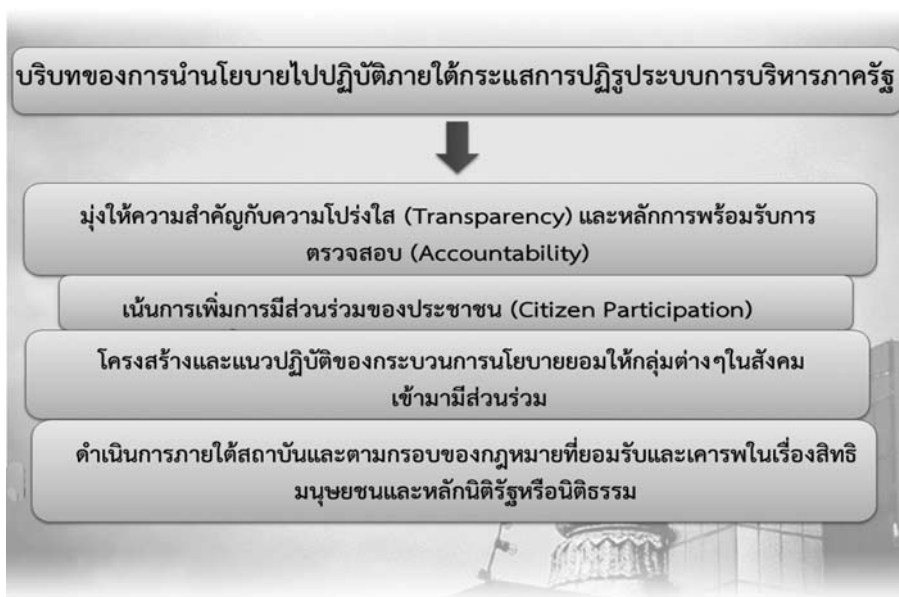 บริบทของการนำนโยบายไปปฏิบัติภายใต้กระแสการปฏิรูประบบการบริหารภาครัฐ
มุ่งให้ความสำคัญกับความโปร่งใส (Transparency) และหลักการพร้อมรับการ
ตรวจสอบ (Accountability)
เน้นการเพิ่มการมีส่วนร่วมของประชาชน (Citizen Participation)
โครงสร้างและแนวปฏิบัติของกระบวนการนโยบายยอมให้กลุ่มต่างๆในสังคม
เข้ามามีส่วนร่วม
ดำเนินการภายใต้สถาบันและตามกรอบของกฎหมายที่ยอมรับและเคารพในเรื่องสิทธิ
มนุษยชนและหลักนิติรัฐหรือนิติธรรม